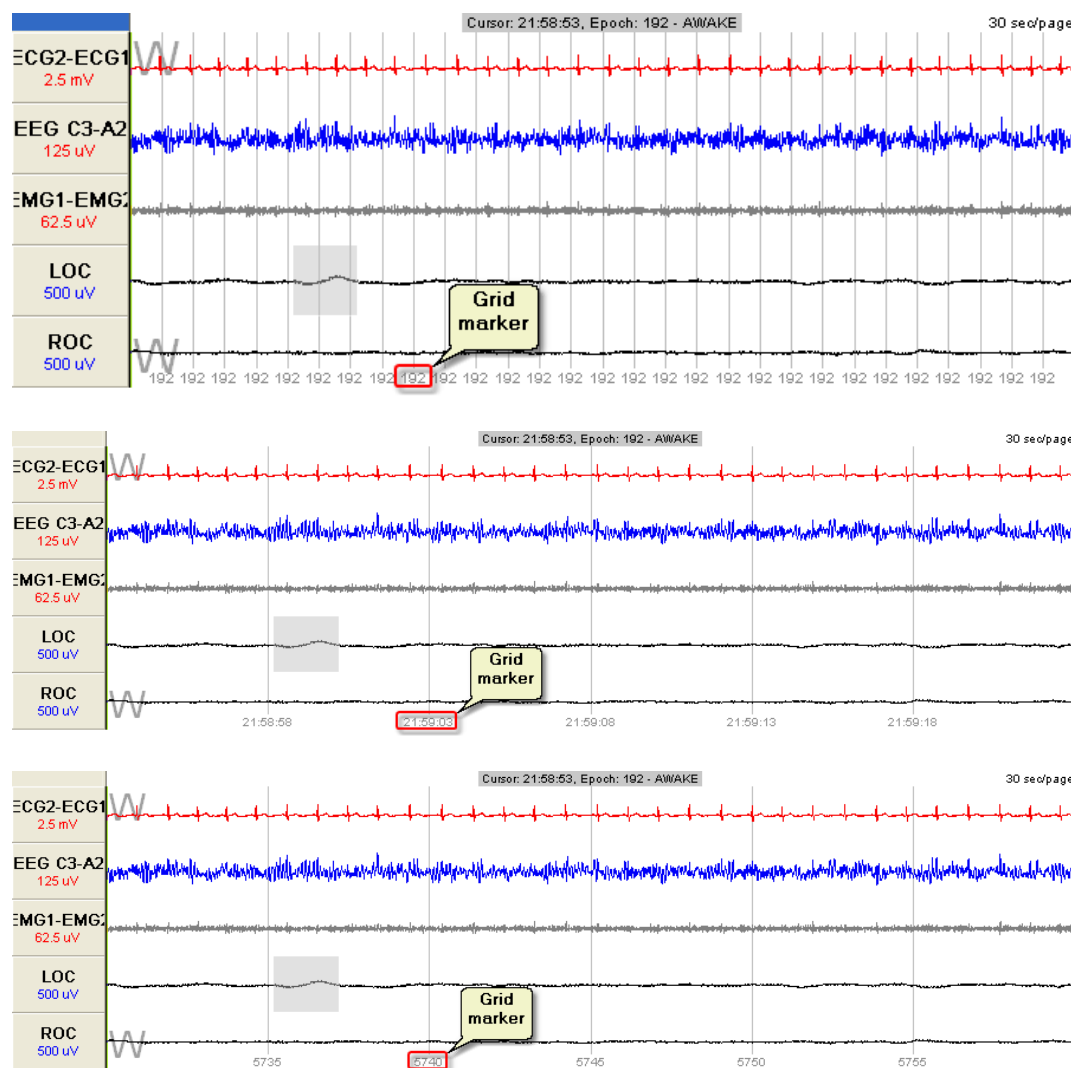 Cursor: 21:58:53, Epoch: 192 - AWAKE 30 sec/page
W
ECG2-ECG1
2.5 mV
EEG C3-A2
125 uV
EMG1-EMG2
62.5 uV
LOC
500 uV
Grid
marker
ROC
500 uV
W
192 192 192 192 192 192 192 192 192 192 192 192 192 192 192 192 192 192 192 192 192 192 192 192 192 192 192 192 192
Cursor: 21:58:53, Epoch: 192 - AWAKE 30 sec/page
W
ECG2-ECG1
2.5 mV
EEG C3-A2
125 uV
EMG1-EMG2
62.5 uV
LOC
500 uV
Grid
marker
ROC
500 uV
W
21:58:58 21:59:03 21:59:08 21:59:13 21:59:18
Cursor: 21:58:53, Epoch: 192 - AWAKE 30 sec/page
W
ECG2-ECG1
2.5 mV
EEG C3-A2
125 uV
EMG1-EMG2
62.5 uV
LOC
500 uV
Grid
marker
ROC
500 uV
W
5735 5740 5745 5750 5755